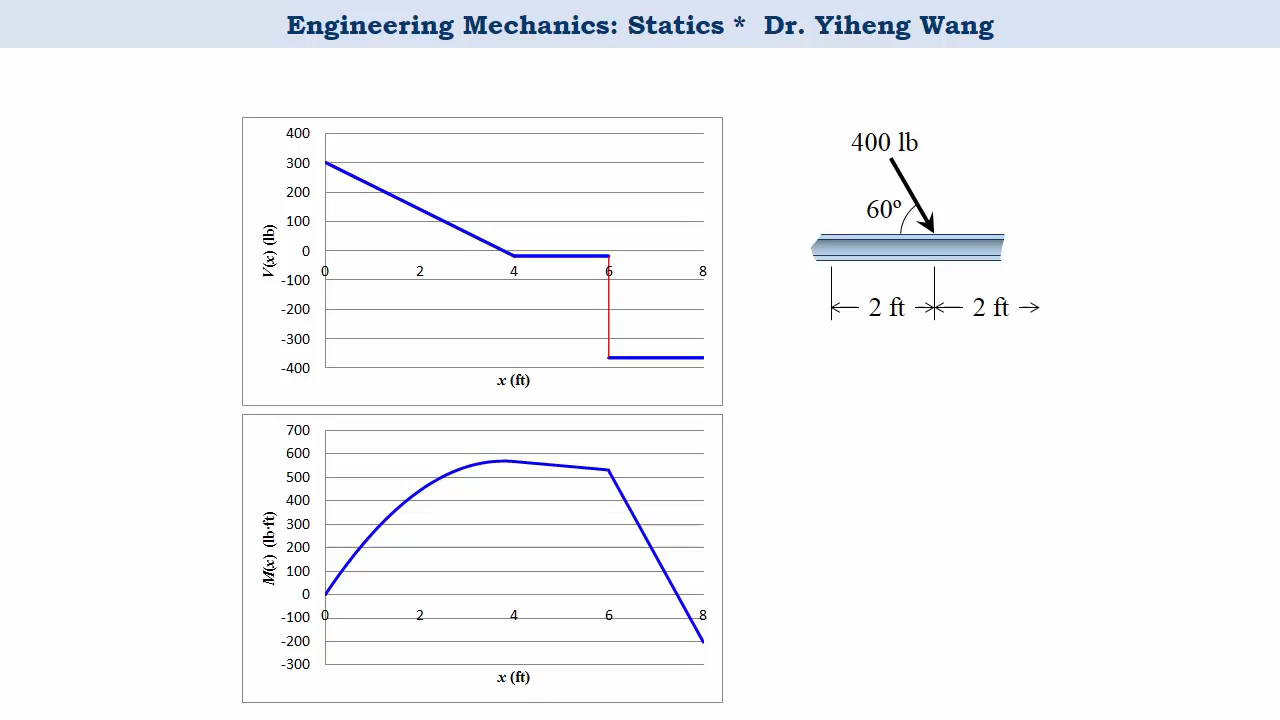 Engineering Mechanics: Statics * Dr. Yiheng Wang
400
300
200
100
0
-100
-200
-300
-400
V(x) (lb)
0 2 4 6 8
x (ft)
700
600
500
400
300
200
100
0
-100
-200
-300
M(x) (lb·ft)
0 2 4 6 8
x (ft)
400 lb
60º
2 ft 2 ft